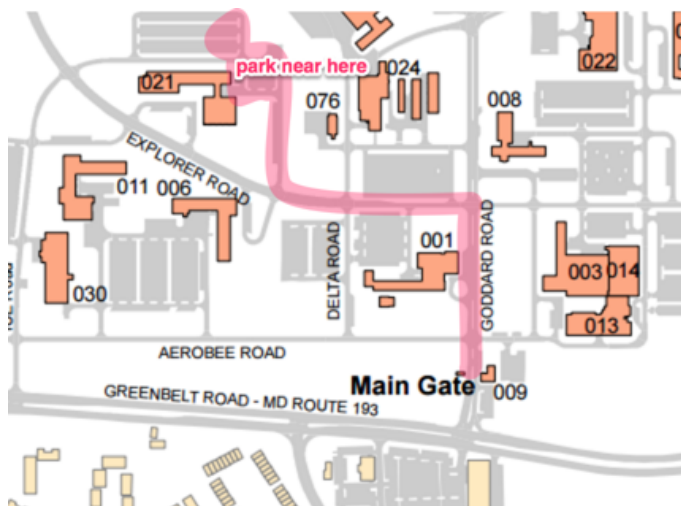 park near here
021
024
022
076
008
EXPLORER ROAD
011
006
001
DELTA ROAD
GODDARD ROAD
003
014
030
013
AEROBEE ROAD
Main Gate
009
GREENBELT ROAD - MD ROUTE 193